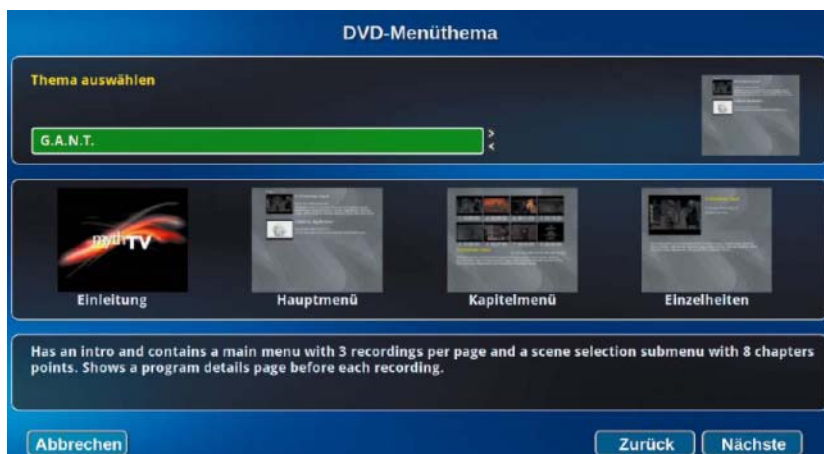 DVD-Menüthema
Thema auswählen
G.A.N.T.
mythTV
Einleitung
Hauptmenü
Kapitelmenü
Einzelheiten
Has an intro and contains a main menu with 3 recordings per page and a scene selection submenu with 8 chapters
points. Shows a program details page before each recording.
Abbrechen
Zurück
Nächste